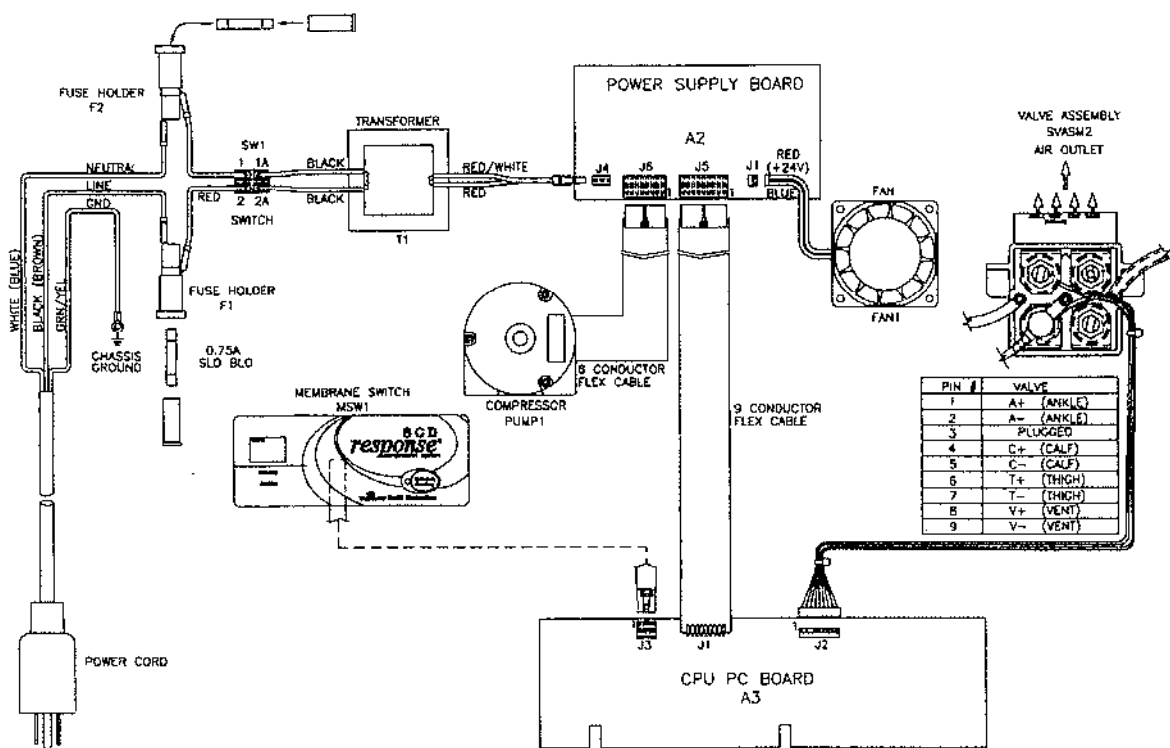 FUSE HOLDER
F2
NEUTRAL
LINE
GND
WHITE (BLUE)
BLACK (BROWN)
GRN/YEL
RED
SW1
1 1A
2 2A
SWITCH
BLACK
BLACK
TRANSFORMER
T1
RED/WHITE
RED
FUSE HOLDER
F1
0.75A
SLO BLO
CHASSIS
GROUND
POWER CORD
POWER SUPPLY BOARD
A2
J4
J6
1
J5
1
J1
RED
(+24V)
BLUE
FAN
FAN1
VALVE ASSEMBLY
SVASM2
AIR OUTLET
COMPRESSOR
PUMP1
8 CONDUCTOR
FLEX CABLE
9 CONDUCTOR
FLEX CABLE
MEMBRANE SWITCH
MSW1
response
PIN # VALVE
1 A+ (ANKLE)
2 A- (ANKLE)
3 PLUGGED
4 C+ (CALF)
5 C- (CALF)
6 T+ (THIGH)
7 T- (THIGH)
8 V+ (VENT)
9 V- (VENT)
1
J3
J1
1
J2
CPU PC BOARD
A3